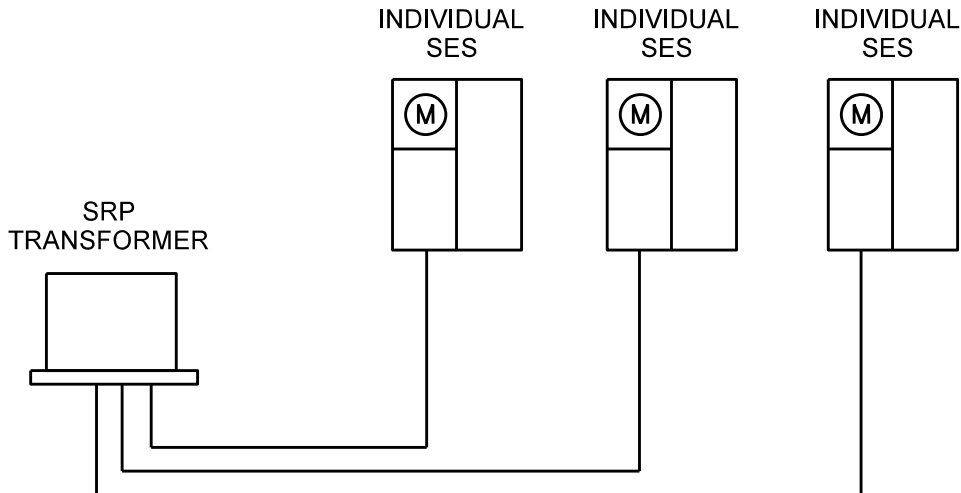 INDIVIDUAL
SES
INDIVIDUAL
SES
INDIVIDUAL
SES
M
M
M
SRP
TRANSFORMER